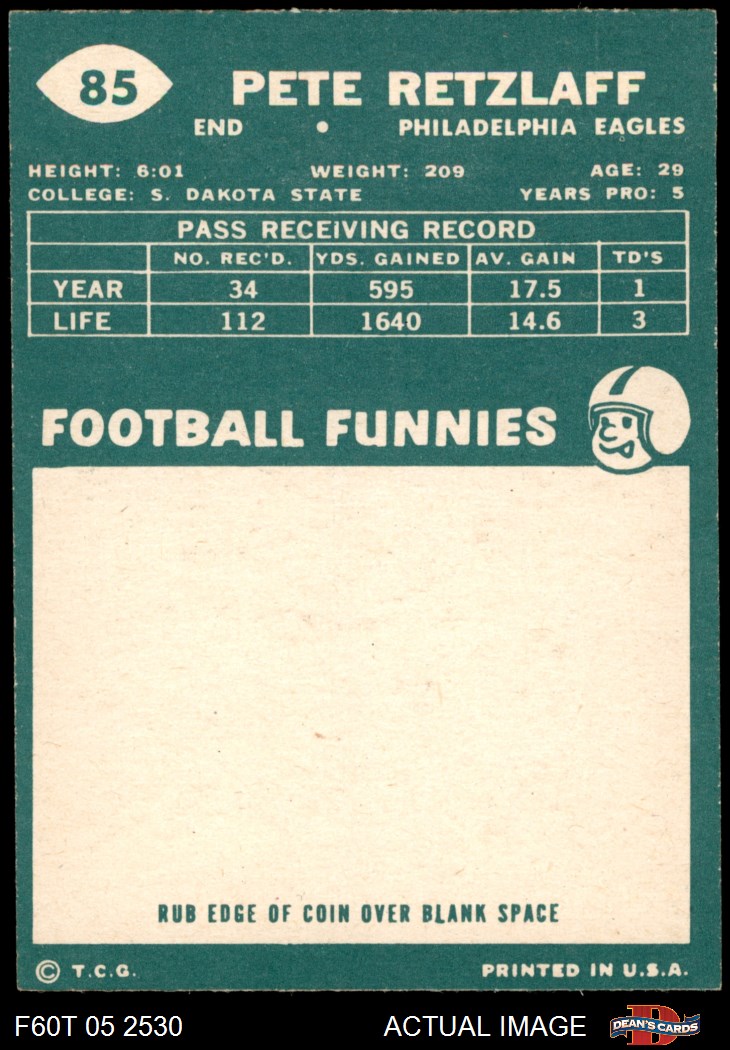 85
PETE RETZLAFF
END • PHILADELPHIA EAGLES
HEIGHT: 6:01 WEIGHT: 209 AGE: 29
COLLEGE: S. DAKOTA STATE YEARS PRO: 5
PASS RECEIVING RECORD
NO. REC'D. YDS. GAINED AV. GAIN TD'S
YEAR 34 595 17.5 1
LIFE 112 1640 14.6 3
FOOTBALL FUNNIES
RUB EDGE OF COIN OVER BLANK SPACE
© T.C.G. PRINTED IN U.S.A.
F60T 05 2530 ACTUAL IMAGE D DEAN'S CARDS